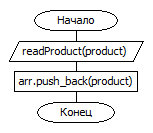 Начало
readProduct(product)
arr.push_back(product)
Конец